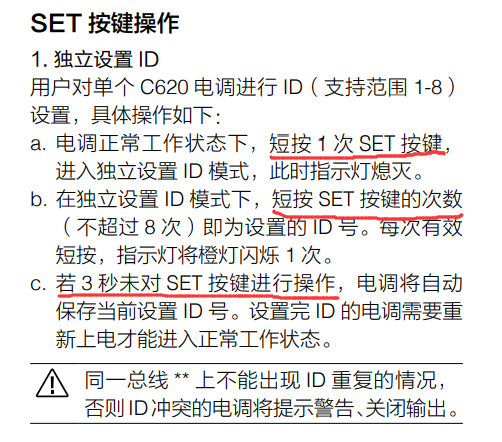 SET 按键操作
1. 独立设置 ID
用户对单个 C620 电调进行 ID（支持范围 1-8）
设置，具体操作如下：
a. 电调正常工作状态下，短按 1 次 SET 按键，
进入独立设置 ID 模式，此时指示灯熄灭。
b. 在独立设置 ID 模式下，短按 SET 按键的次数
（不超过 8 次）即为设置的 ID 号。每次有效
短按，指示灯将橙灯闪烁 1 次。
c. 若 3 秒未对 SET 按键进行操作，电调将自动
保存当前设置 ID 号。设置完 ID 的电调需要重
新上电才能进入正常工作状态。
同一总线 ** 上不能出现 ID 重复的情况，
否则 ID 冲突的电调将提示警告、关闭输出。